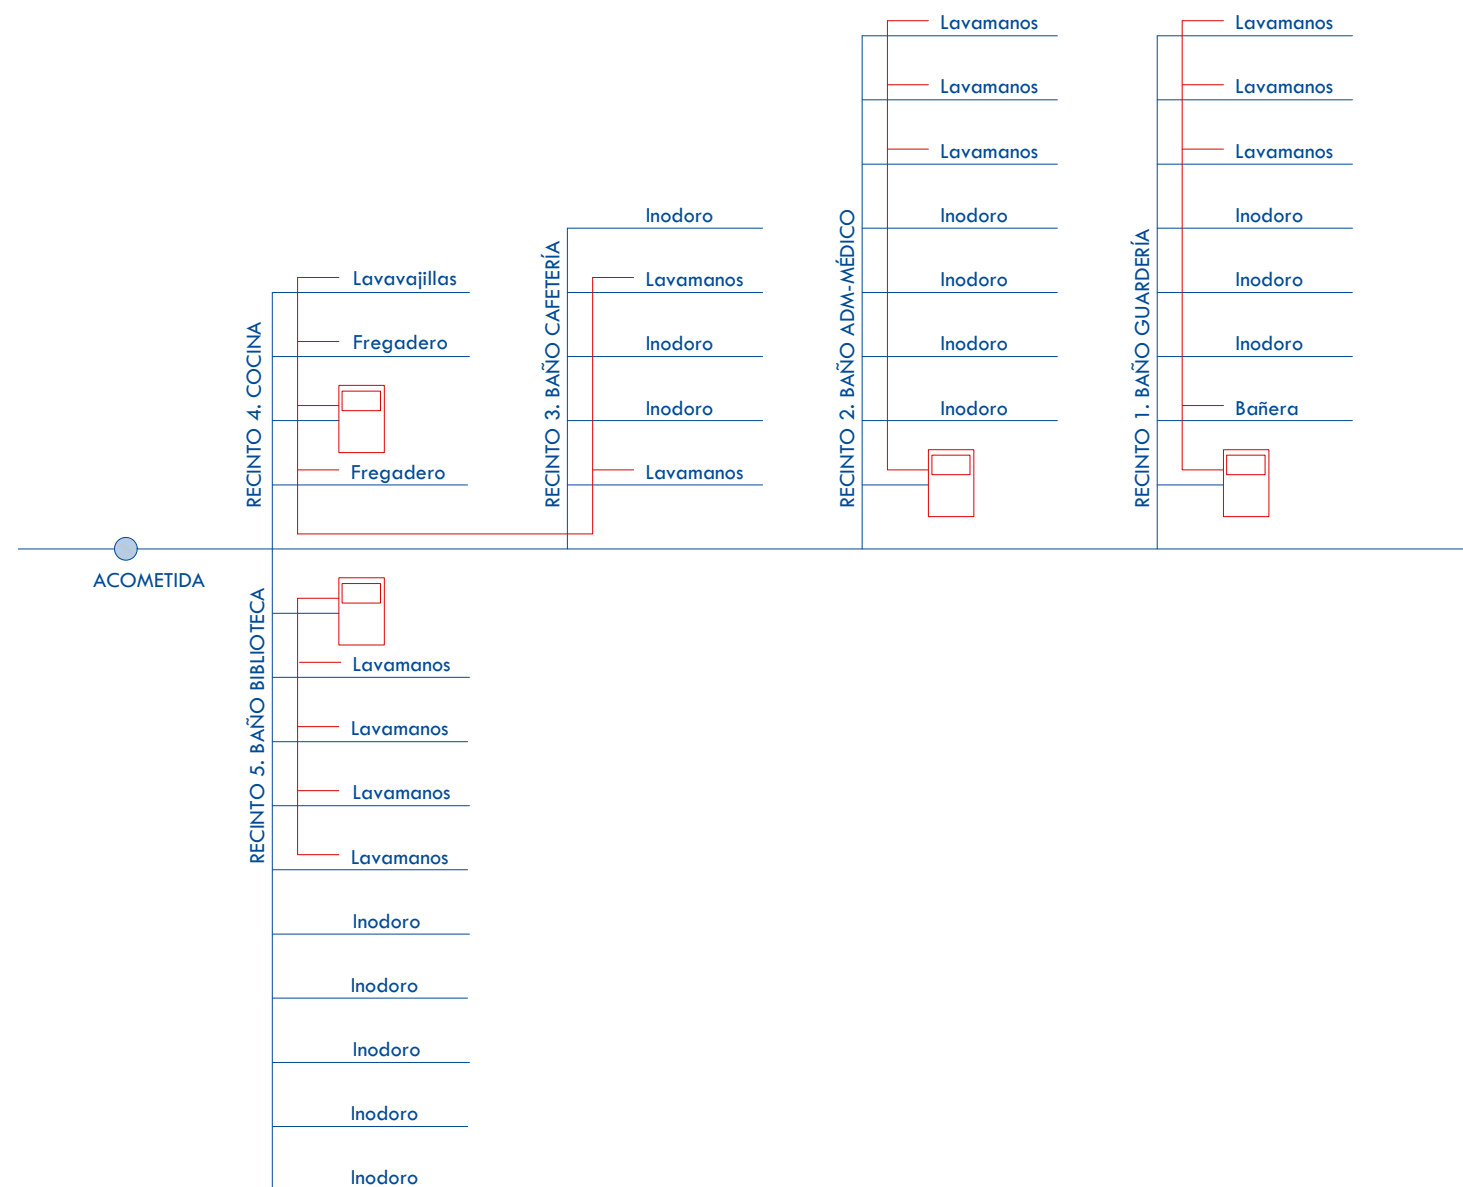 RECINTO 4. COCINA
Lavavajillas
Fregadero
Fregadero
RECINTO 3. BAÑO CAFETERÍA
Inodoro
Lavamanos
Inodoro
Inodoro
Lavamanos
RECINTO 2. BAÑO ADM-MÉDICO
Lavamanos
Lavamanos
Lavamanos
Inodoro
Inodoro
Inodoro
Inodoro
RECINTO 1. BAÑO GUARDERÍA
Lavamanos
Lavamanos
Lavamanos
Inodoro
Inodoro
Inodoro
Bañera
ACOMETIDA
RECINTO 5. BAÑO BIBLIOTECA
Lavamanos
Lavamanos
Lavamanos
Lavamanos
Inodoro
Inodoro
Inodoro
Inodoro
Inodoro